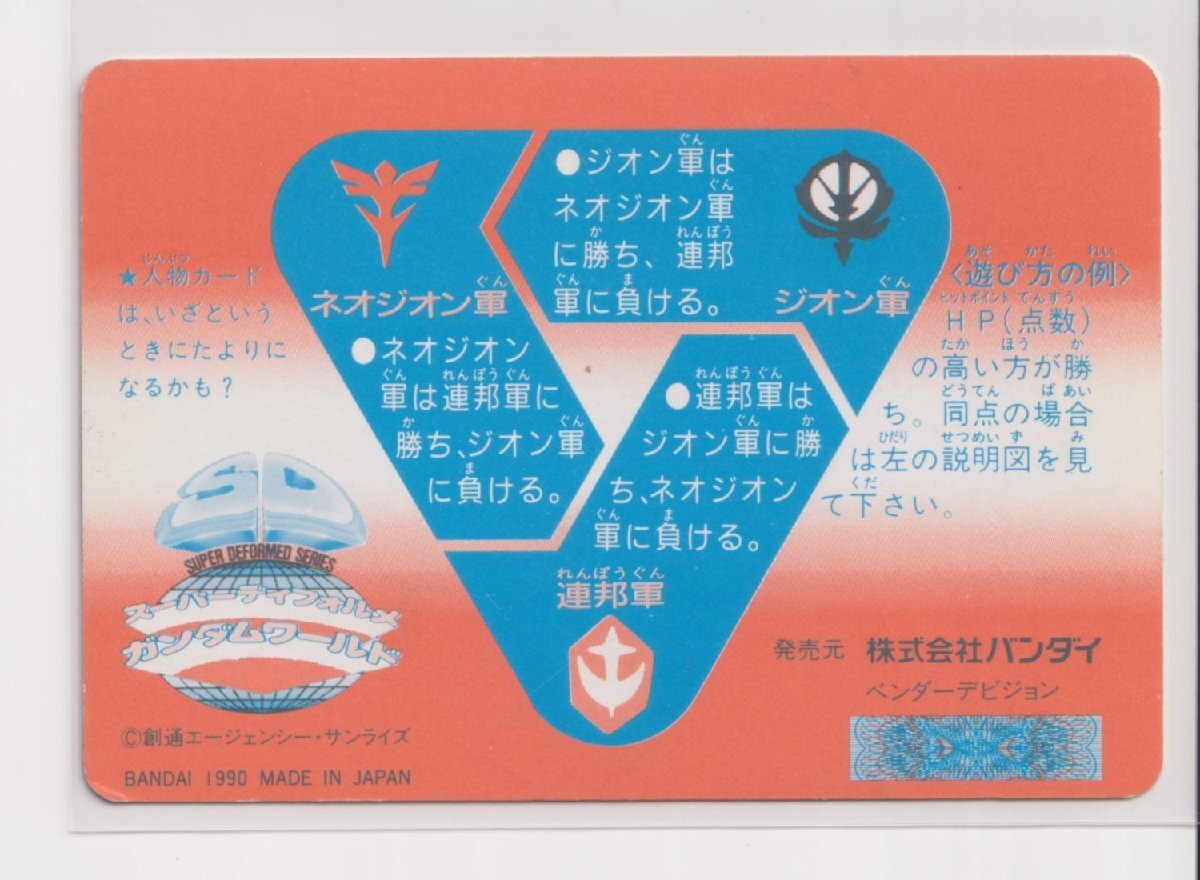 ●ジオン軍は
ネオジオン軍
に勝ち、連邦
軍に負ける。
ネオジオン軍
ジオン軍
●ネオジオン
軍は連邦軍に
勝ち、ジオン軍
に負ける。
●連邦軍は
ジオン軍に勝
ち、ネオジオン
軍に負ける。
連邦軍
★人物カード
は、いざという
ときにたよりに
なるかも?
〈遊び方の例〉
HP(点数)
の高い方が勝
ち。同点の場合
は左の説明図を見
て下さい。
SD
SUPER DEFORMED SERIES
スーパーディフォルメ
ガンダムワールド
©創通エージェンシー・サンライズ
BANDAI 1990 MADE IN JAPAN
発売元 株式会社バンダイ
ベンダーデビジョン